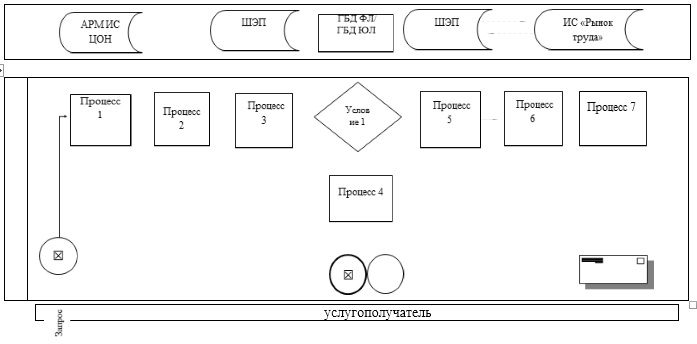 АРМ ИС
ЦОН
ШЭП
ГБД ФЛ/
ГБД ЮЛ
ШЭП
ИС «Рынок
труда»
Процесс
1
Процесс
2
Процесс
3
Услов
ие 1
Процесс
5
Процесс
6
Процесс 7
Процесс 4
Запрос
услугополучатель